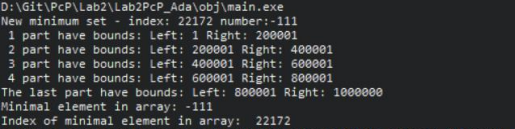 D:\Git\PcP\Lab2\Lab2PcP_Ada\obj\main.exe
New minimum set - index: 22172 number:-111
1 part have bounds: Left: 1 Right: 200001
2 part have bounds: Left: 200001 Right: 400001
3 part have bounds: Left: 400001 Right: 600001
4 part have bounds: Left: 600001 Right: 800001
The last part have bounds: Left: 800001 Right: 1000000
Minimal element in array: -111
Index of minimal element in array:  22172